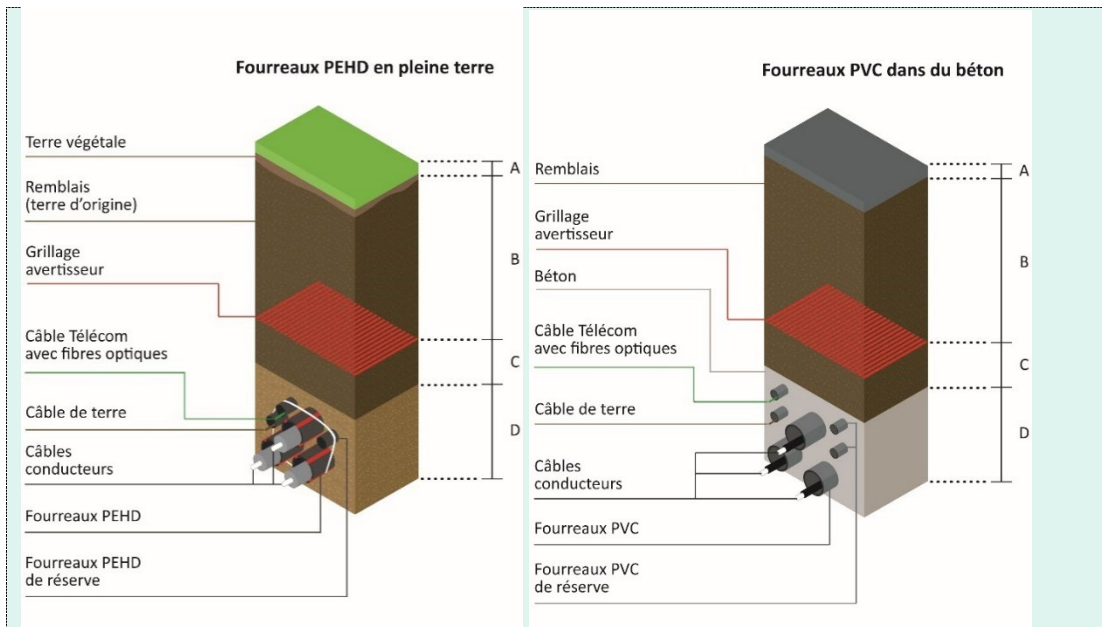 Fourreaux PEHD en pleine terre
Terre végétale
Remblais
(terre d'origine)
Grillage
avertisseur
Câble Télécom
avec fibres optiques
Câble de terre
Câbles
conducteurs
Fourreaux PEHD
Fourreaux PEHD
de réserve
A
B
C
D
Fourreaux PVC dans du béton
Remblais
Grillage
avertisseur
Béton
Câble Télécom
avec fibres optiques
Câble de terre
Câbles
conducteurs
Fourreaux PVC
Fourreaux PVC
de réserve
A
B
C
D